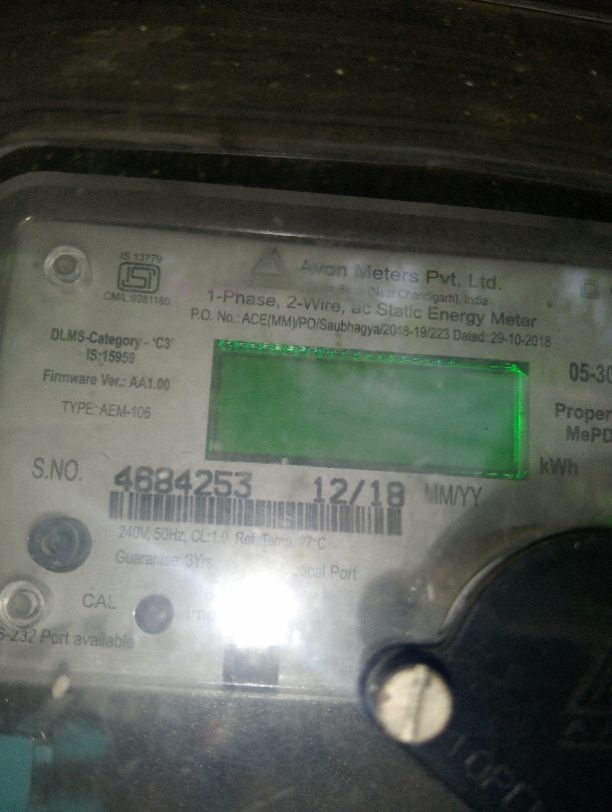 IS 13779
CM/L:9251180
Avon Meters Pvt. Ltd.
(Near Chandigarh), India
1-Phase, 2-Wire, ac Static Energy Meter
P.O. No.: ACE(MM)/PO/Saubhagya/2018-19/223 Dated: 29-10-2018
DLMS-Category - 'C3'
IS:15959
Firmware Ver.: AA1.00
TYPE: AEM-106
05-30
Proper
MePD
kWh
S.NO. 4684253 12/18 MM/YY
240V, 50Hz, CL:1.0, Ref. Temp. 27°C
Guarantee: 3Yrs. tical Port
CAL
S-232 Port available